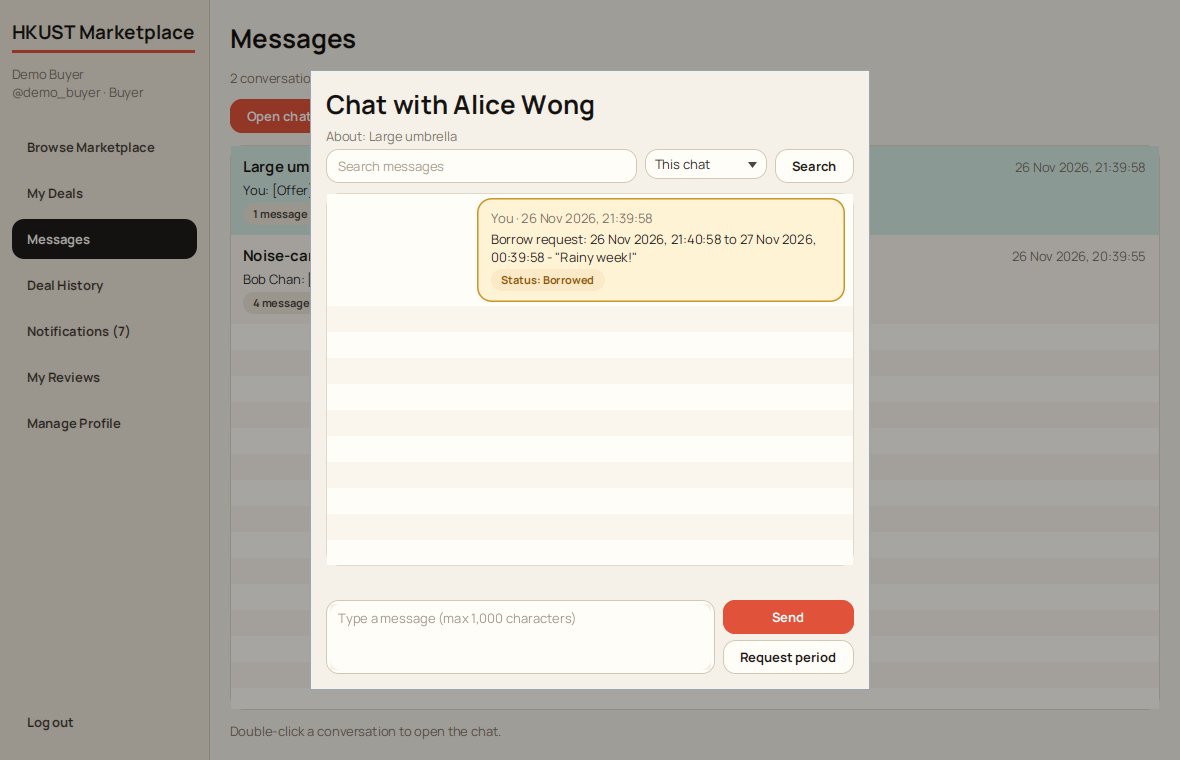 HKUST Marketplace
Demo Buyer
@demo_buyer · Buyer
Browse Marketplace
My Deals
Messages
Deal History
Notifications (7)
My Reviews
Manage Profile
Log out
Messages
2 conversatio
Open chat
Large um
26 Nov 2026, 21:39:58
You: [Offer]
1 message
Noise-ca
26 Nov 2026, 20:39:55
Bob Chan: [
4 message
Double-click a conversation to open the chat.
Chat with Alice Wong
About: Large umbrella
Search messages
This chat
Search
You · 26 Nov 2026, 21:39:58
Borrow request: 26 Nov 2026, 21:40:58 to 27 Nov 2026,
00:39:58 - "Rainy week!"
Status: Borrowed
Type a message (max 1,000 characters)
Send
Request period